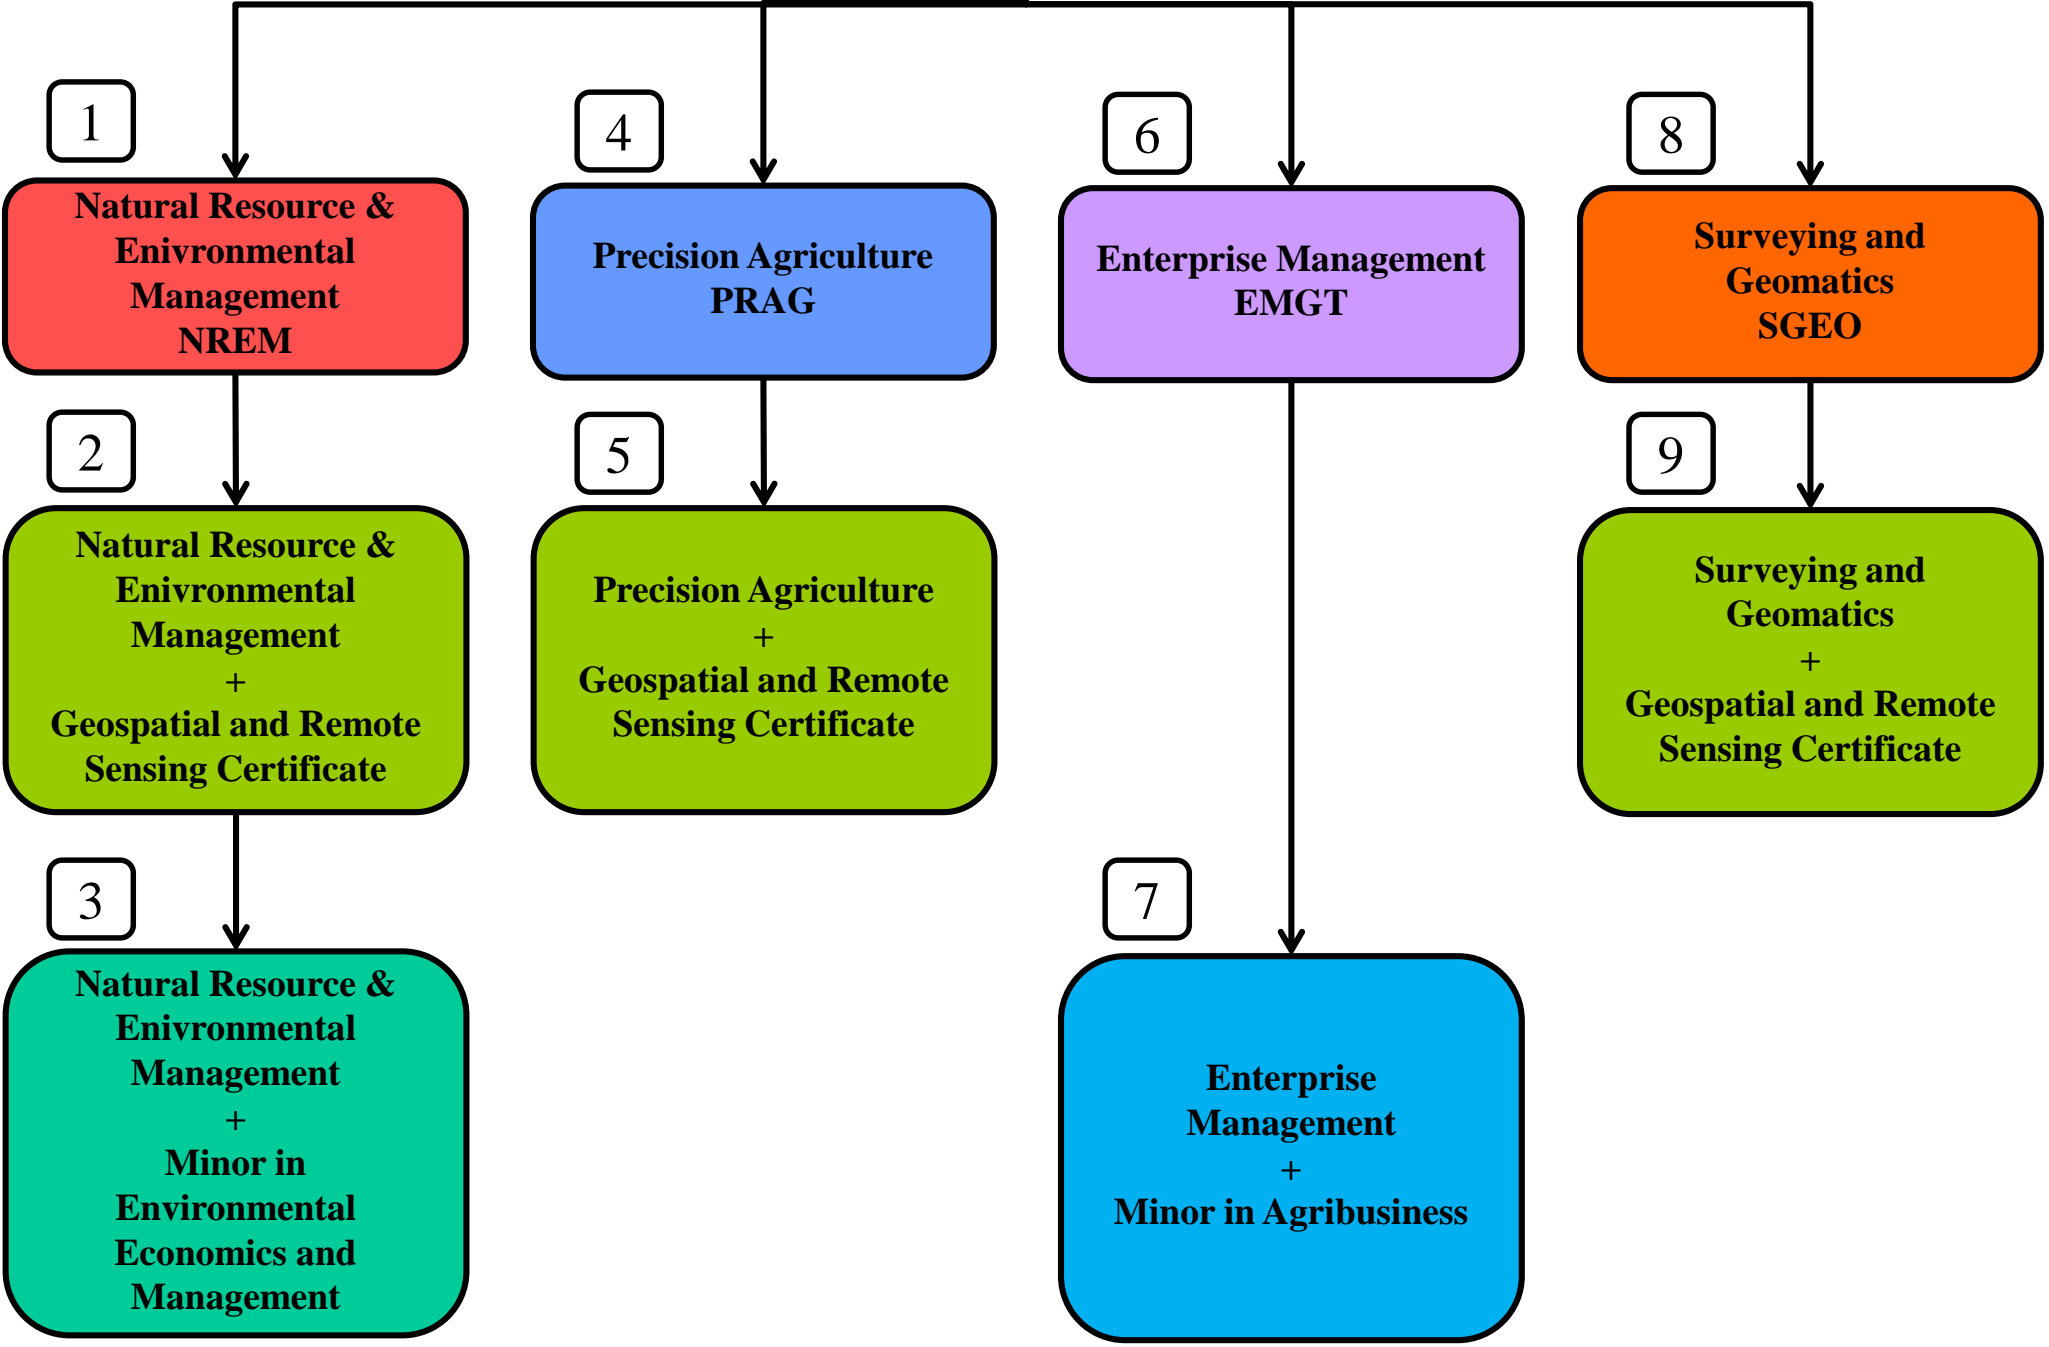 1
Natural Resource &
Enivronmental
Management
NREM
2
Natural Resource &
Enivronmental
Management
+
Geospatial and Remote
Sensing Certificate
3
Natural Resource &
Enivronmental
Management
+
Minor in
Environmental
Economics and
Management
4
Precision Agriculture
PRAG
5
Precision Agriculture
+
Geospatial and Remote
Sensing Certificate
6
Enterprise Management
EMGT
7
Enterprise
Management
+
Minor in Agribusiness
8
Surveying and
Geomatics
SGEO
9
Surveying and
Geomatics
+
Geospatial and Remote
Sensing Certificate